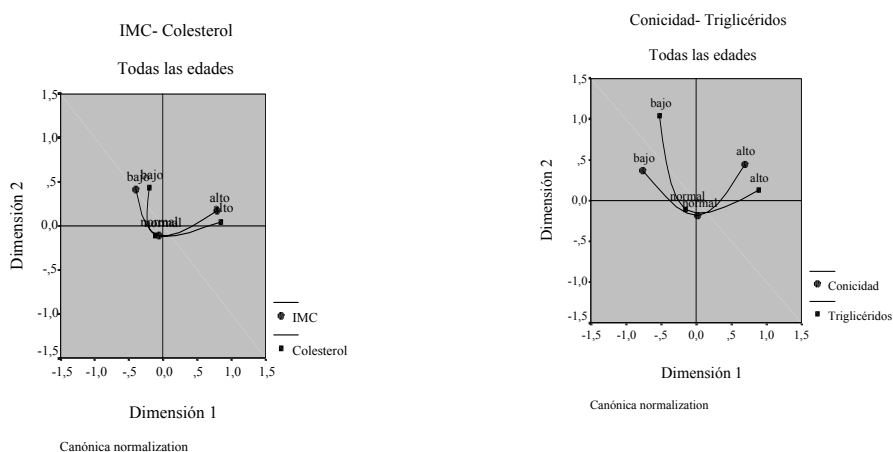 IMC- Colesterol
Todas las edades
1,5
1,0
,5
0,0
-,5
-1,0
-1,5
Dimensión 2
bajo
bajo
alto
alto
normal
normal
-1,5 -1,0 -,5 0,0 ,5 1,0 1,5
Dimensión 1
IMC
Colesterol
Canónica normalization
Conicidad- Triglicéridos
Todas las edades
1,5
1,0
,5
0,0
-,5
-1,0
-1,5
Dimensión 2
bajo
bajo
alto
alto
normal
normal
-1,5 -1,0 -,5 0,0 ,5 1,0 1,5
Dimensión 1
Conicidad
Triglicéridos
Canónica normalization